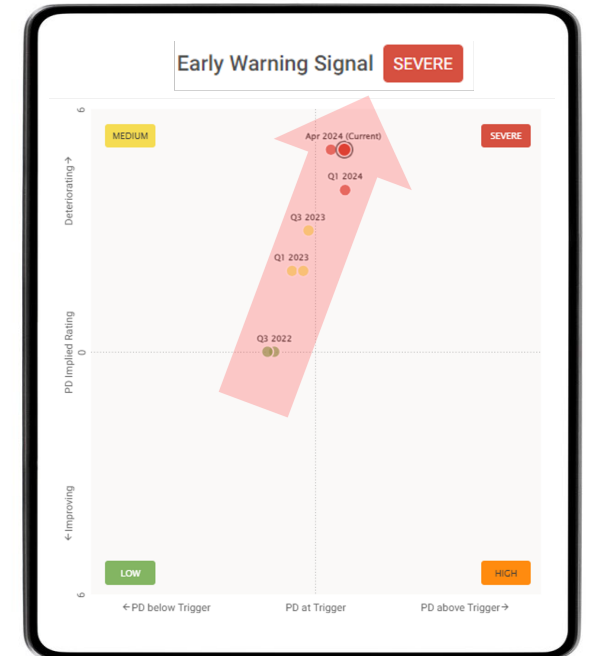 Early Warning Signal SEVERE
6
MEDIUM
Apr 2024 (Current)
SEVERE
Q1 2024
Deteriorating→
Q3 2023
Q1 2023
PD Implied Rating
Q3 2022
0
←Improving
LOW
HIGH
6
←PD below Trigger
PD at Trigger
PD above Trigger→